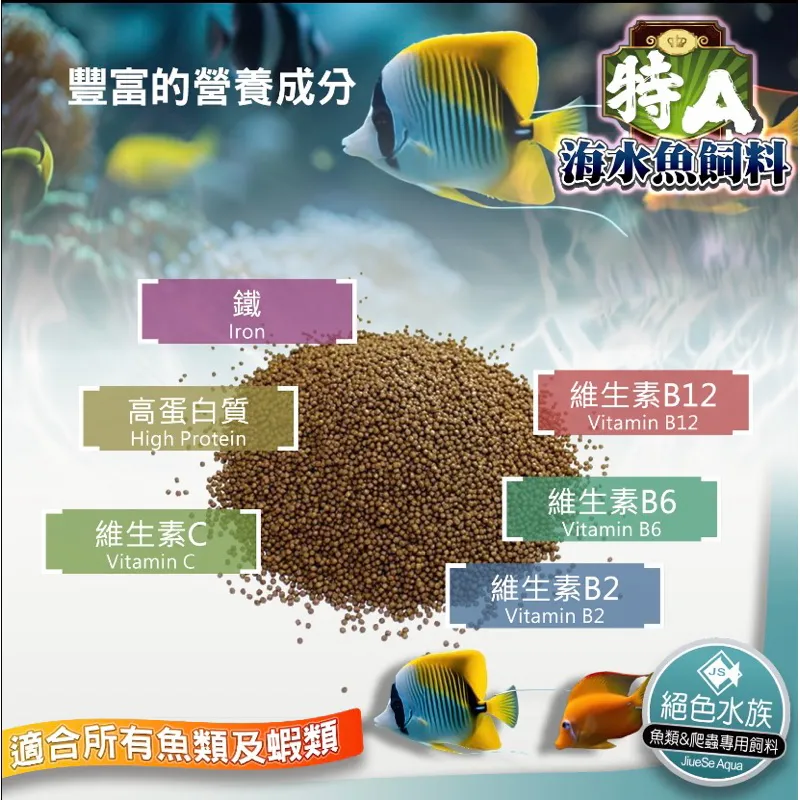 豐富的營養成分
特A
海水魚飼料
鐵
Iron
高蛋白質
High Protein
維生素B12
Vitamin B12
維生素B6
Vitamin B6
維生素C
Vitamin C
維生素B2
Vitamin B2
適合所有魚類及蝦類
JS
絕色水族
魚類&爬蟲專用飼料
JiueSe Aqua